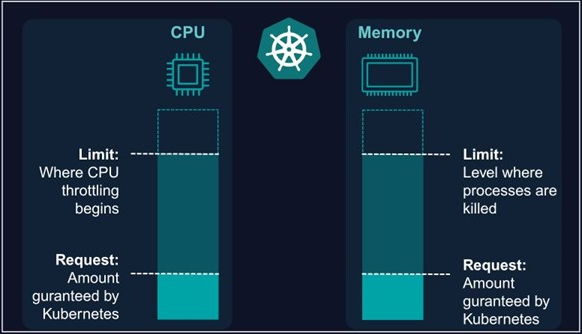 CPU
Memory
Limit:
Where CPU
throttling
begins
Request:
Amount
guranteed by
Kubernetes
Limit:
Level where
processes are
killed
Request:
Amount
guranteed by
Kubernetes